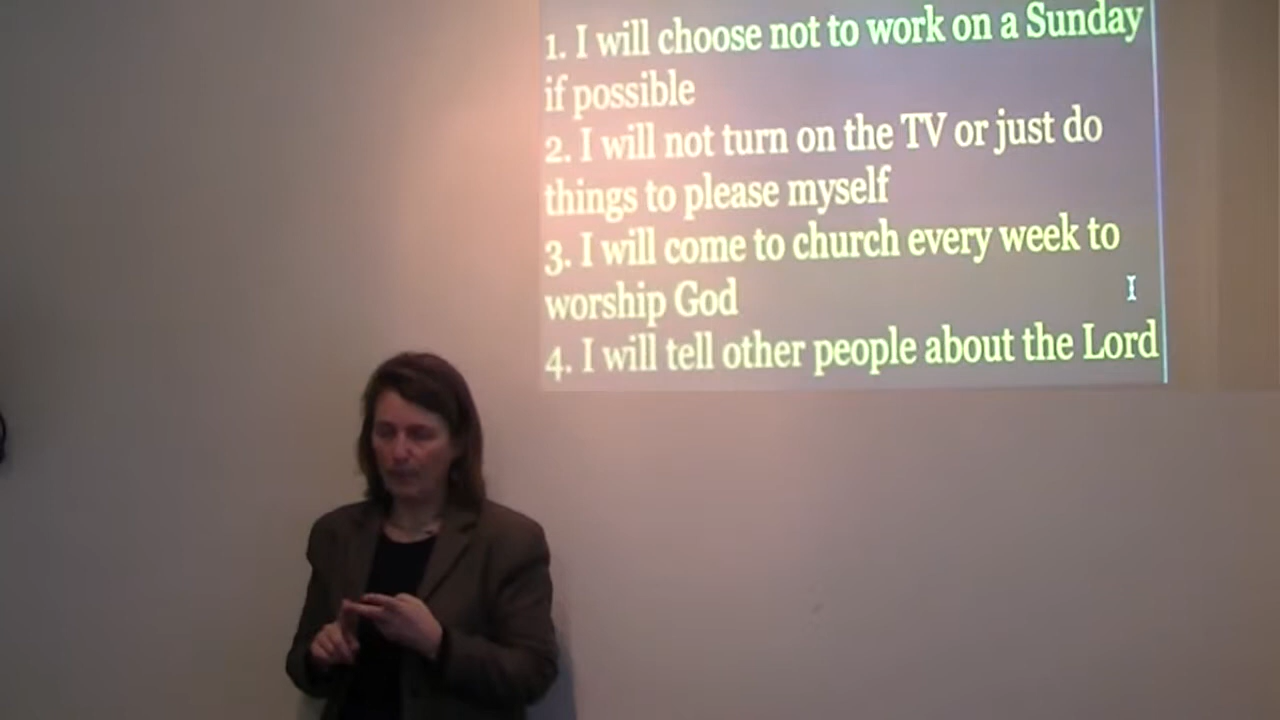 1. I will choose not to work on a Sunday
if possible
2. I will not turn on the TV or just do
things to please myself
3. I will come to church every week to
worship God
4. I will tell other people about the Lord